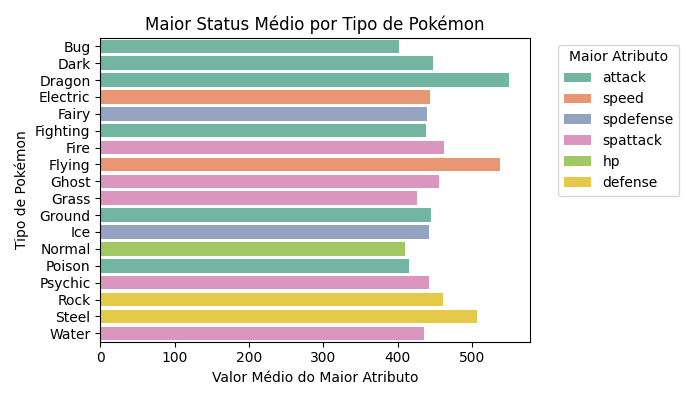 Maior Status Médio por Tipo de Pokémon
Tipo de Pokémon
Bug
Dark
Dragon
Electric
Fairy
Fighting
Fire
Flying
Ghost
Grass
Ground
Ice
Normal
Poison
Psychic
Rock
Steel
Water
0 100 200 300 400 500
Valor Médio do Maior Atributo
Maior Atributo
attack
speed
spdefense
spattack
hp
defense